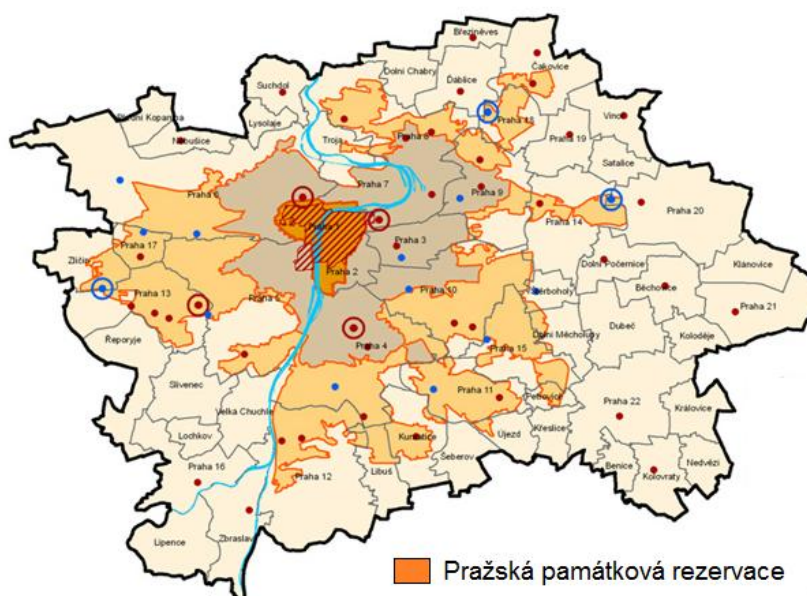 Březiněves
Čakovice
Dolní Chabry
Ďáblice
Suchdol
Praha 18
Vinoř
Lysolaje
Nebušice
Troja
Praha 8
Praha 19
Satalice
Praha 7
Praha 6
Praha 9
Praha 14
Praha 20
Praha 1
Praha 3
Praha 17
Zličín
Praha 2
Dolní Počernice
Klánovice
Praha 13
Praha 5
Praha 10
Štěrboholy
Běchovice
Praha 21
Řeporyje
Praha 4
Praha 15
Dolní Měcholupy
Dubeč
Koloděje
Slivenec
Velká Chuchle
Praha 11
Petrovice
Praha 22
Královice
Lochkov
Kunratice
Újezd
Křeslice
Praha 16
Praha 12
Libuš
Šeberov
Benice
Kolovraty
Nedvězí
Lipence
Zbraslav
Pražská památková rezervace